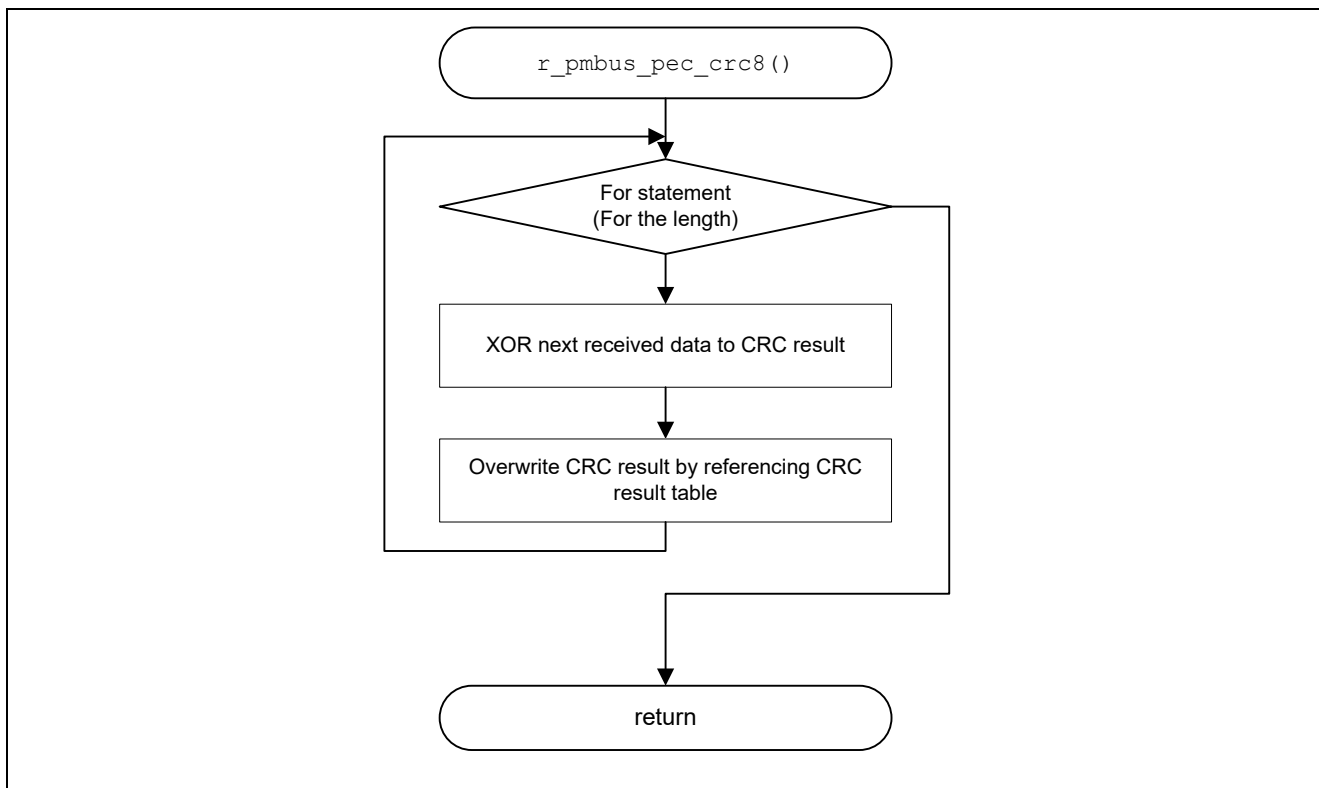 r_pmbus_pec_crc8()
For statement
(For the length)
XOR next received data to CRC result
Overwrite CRC result by referencing CRC
result table
return